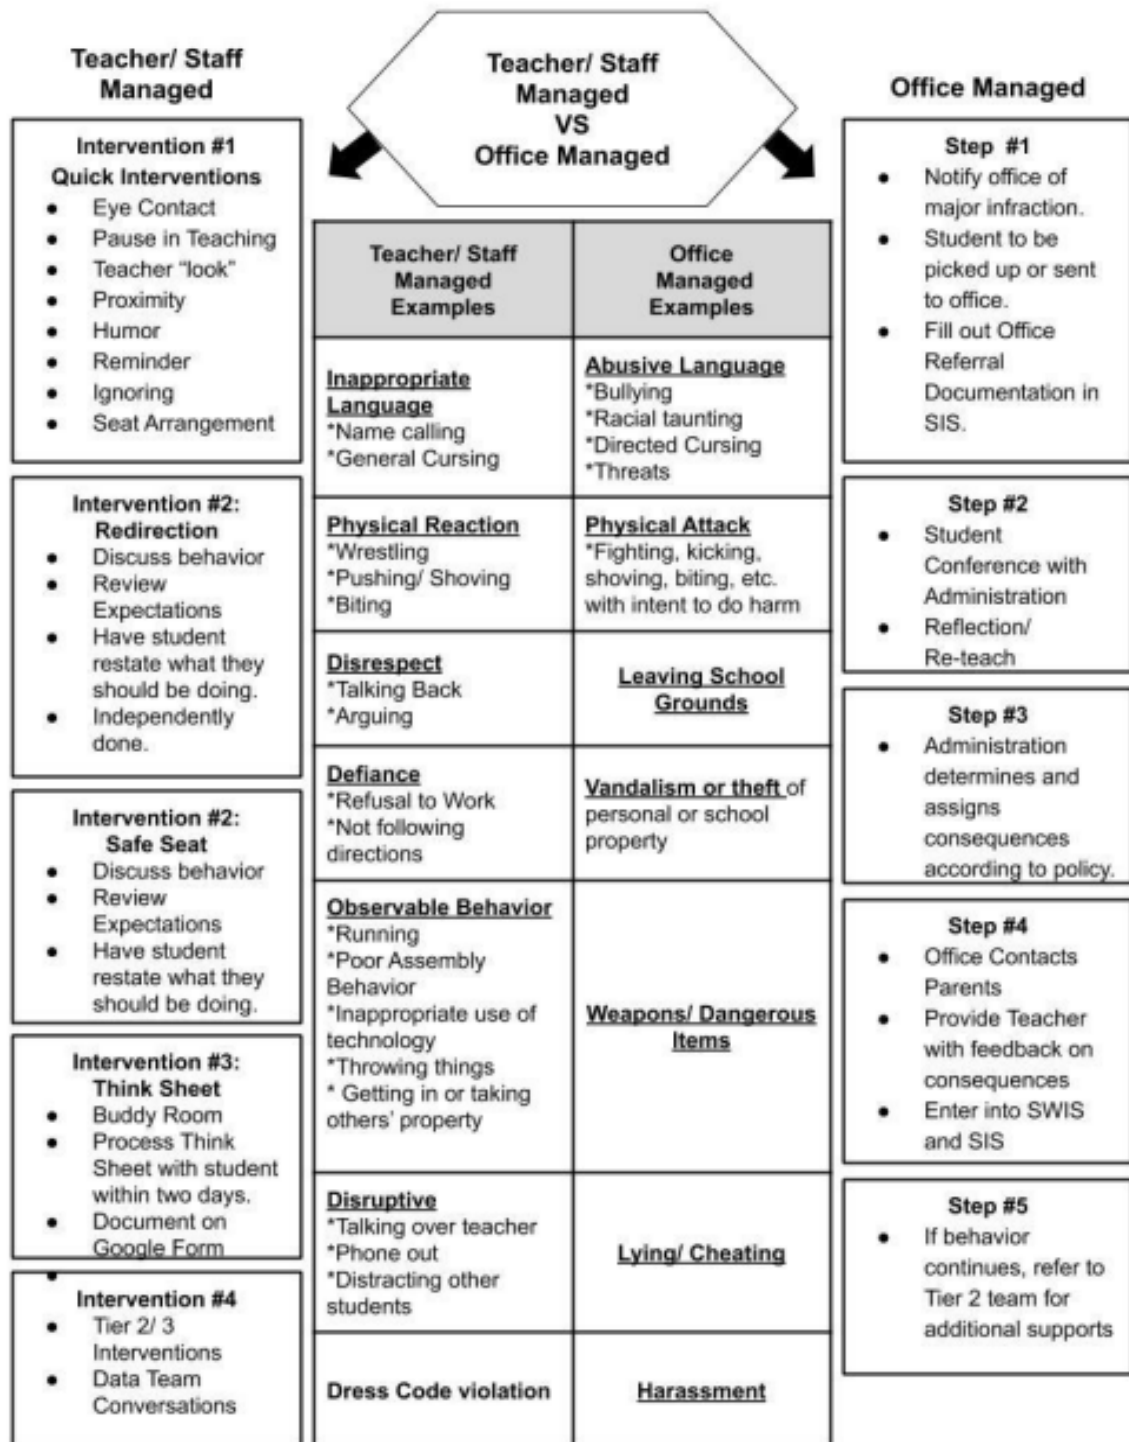 Teacher/ Staff
Managed
VS
Office Managed
Teacher/ Staff
Managed
Intervention #1
Quick Interventions
● Eye Contact
● Pause in Teaching
● Teacher “look”
● Proximity
● Humor
● Reminder
● Ignoring
● Seat Arrangement
Intervention #2:
Redirection
● Discuss behavior
● Review
Expectations
● Have student
restate what they
should be doing.
● Independently
done.
Intervention #2:
Safe Seat
● Discuss behavior
● Review
Expectations
● Have student
restate what they
should be doing.
Intervention #3:
Think Sheet
● Buddy Room
● Process Think
Sheet with student
within two days.
● Document on
Google Form
●
Intervention #4
● Tier 2/ 3
Interventions
● Data Team
Conversations
Teacher/ Staff
Managed
Examples
Office
Managed
Examples
Inappropriate
Language
*Name calling
*General Cursing
Abusive Language
*Bullying
*Racial taunting
*Directed Cursing
*Threats
Physical Reaction
*Wrestling
*Pushing/ Shoving
*Biting
Physical Attack
*Fighting, kicking,
shoving, biting, etc.
with intent to do harm
Disrespect
*Talking Back
*Arguing
Leaving School
Grounds
Defiance
*Refusal to Work
*Not following
directions
Vandalism or theft of
personal or school
property
Observable Behavior
*Running
*Poor Assembly
Behavior
*Inappropriate use of
technology
*Throwing things
* Getting in or taking
others’ property
Weapons/ Dangerous
Items
Disruptive
*Talking over teacher
*Phone out
*Distracting other
students
Lying/ Cheating
Dress Code violation
Harassment
Office Managed
Step #1
● Notify office of
major infraction.
● Student to be
picked up or sent
to office.
● Fill out Office
Referral
Documentation in
SIS.
Step #2
● Student
Conference with
Administration
● Reflection/
Re-teach
Step #3
● Administration
determines and
assigns
consequences
according to policy.
Step #4
● Office Contacts
Parents
● Provide Teacher
with feedback on
consequences
● Enter into SWIS
and SIS
Step #5
● If behavior
continues, refer to
Tier 2 team for
additional supports